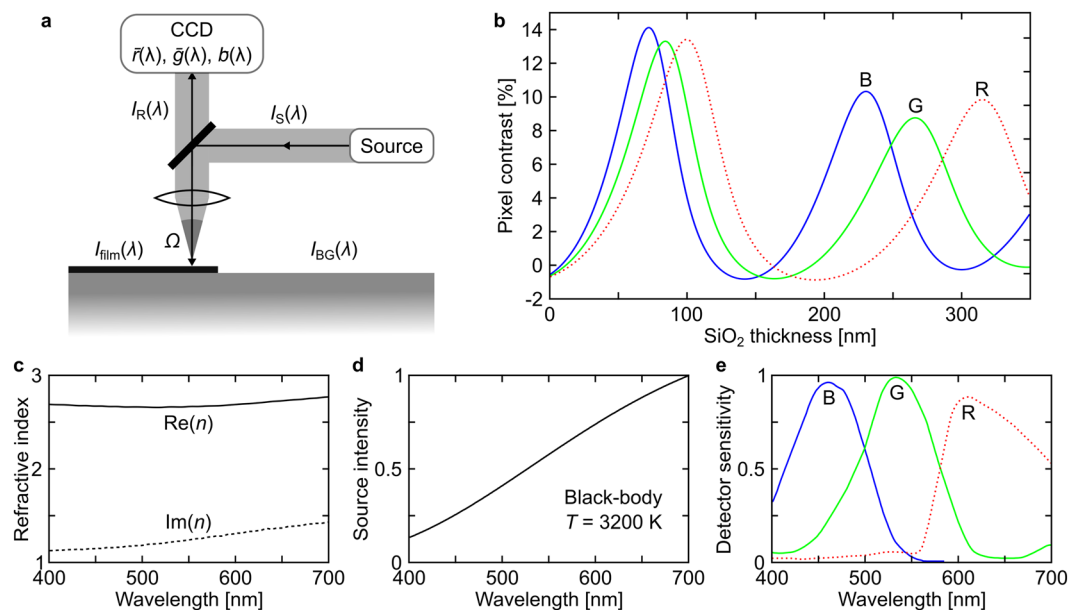 a
CCD
r̄(λ), ḡ(λ), b(λ)
I_R(λ)
I_S(λ)
Source
Ω
I_film(λ)
I_BG(λ)
b
Pixel contrast [%]
14
12
10
8
6
4
2
0
-2
B
G
R
0
100
200
300
SiO₂ thickness [nm]
c
Refractive index
3
2
1
Re(n)
Im(n)
400
500
600
700
Wavelength [nm]
d
Source intensity
1
0.5
0
Black-body
T = 3200 K
400
500
600
700
Wavelength [nm]
e
Detector sensitivity
1
0.5
0
B
G
R
400
500
600
700
Wavelength [nm]